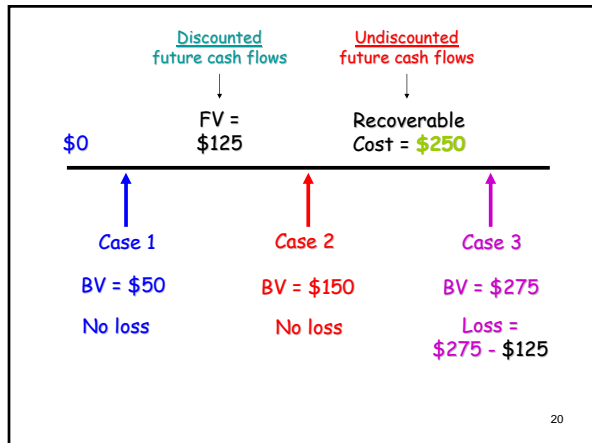 Discounted
future cash flows
Undiscounted
future cash flows
$0
FV =
$125
Recoverable
Cost = $250
Case 1
BV = $50
No loss
Case 2
BV = $150
No loss
Case 3
BV = $275
Loss =
$275 - $125
20